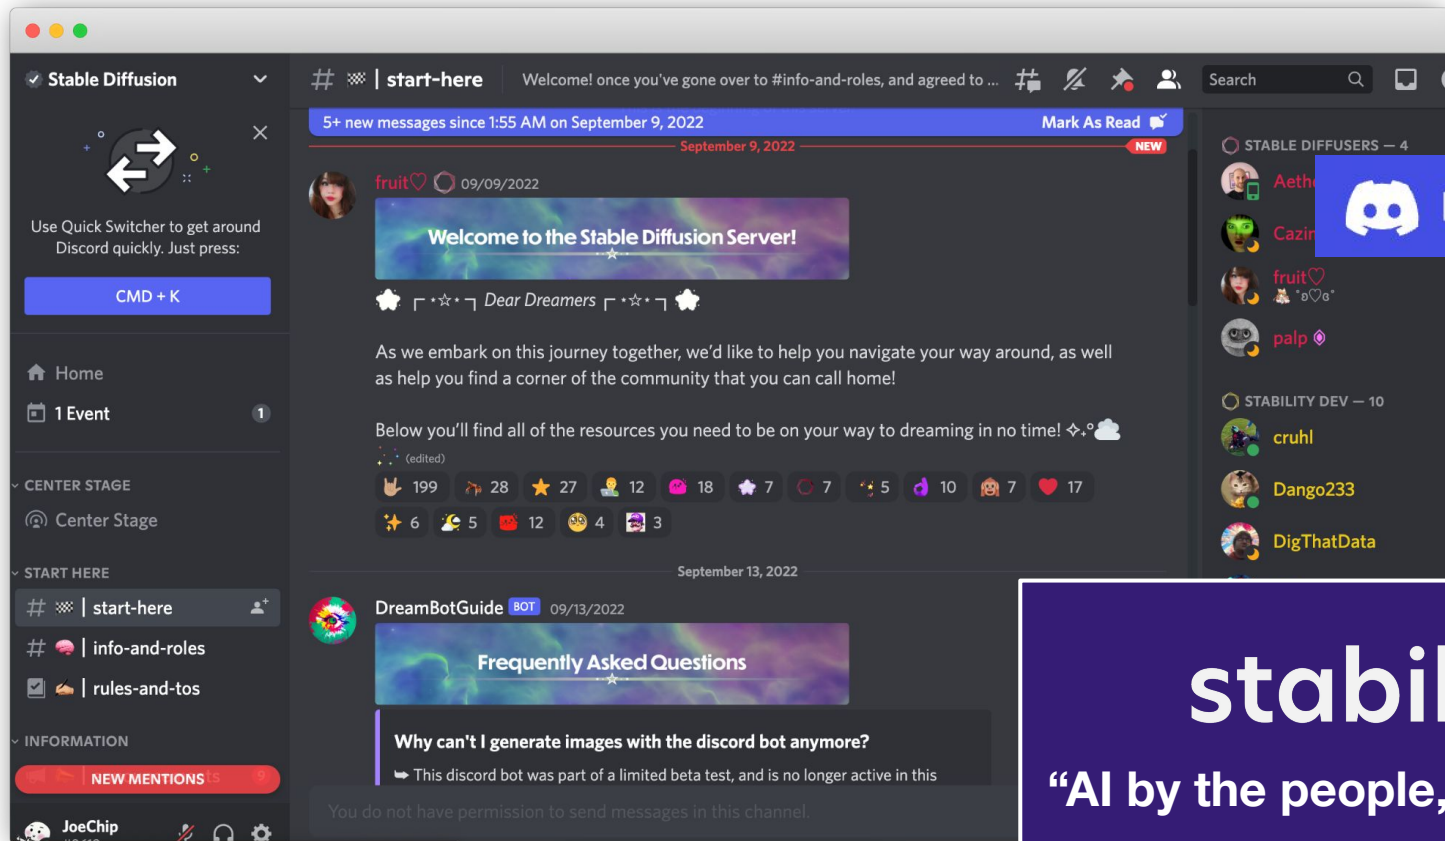 Stable Diffusion
Use Quick Switcher to get around
Discord quickly. Just press:
CMD + K
Home
1 Event
1
CENTER STAGE
Center Stage
START HERE
| start-here
| info-and-roles
| rules-and-tos
INFORMATION
NEW MENTIONS
9
JoeChip
| start-here
Welcome! once you've gone over to #info-and-roles, and agreed to ...
Search
5+ new messages since 1:55 AM on September 9, 2022
Mark As Read
September 9, 2022
NEW
fruit♡ 09/09/2022
Welcome to the Stable Diffusion Server!
Dear Dreamers
As we embark on this journey together, we'd like to help you navigate your way around, as well
as help you find a corner of the community that you can call home!
Below you'll find all of the resources you need to be on your way to dreaming in no time!
(edited)
199 28 27 12 18 7 7 5 10 7 17
6 5 12 4 3
September 13, 2022
DreamBotGuide BOT 09/13/2022
Frequently Asked Questions
Why can't I generate images with the discord bot anymore?
➥ This discord bot was part of a limited beta test, and is no longer active in this
You do not have permission to send messages in this channel.
STABLE DIFFUSERS — 4
Aeth
Cazin
fruit♡
palp
STABILITY DEV — 10
cruhl
Dango233
DigThatData
stabil
“AI by the people,